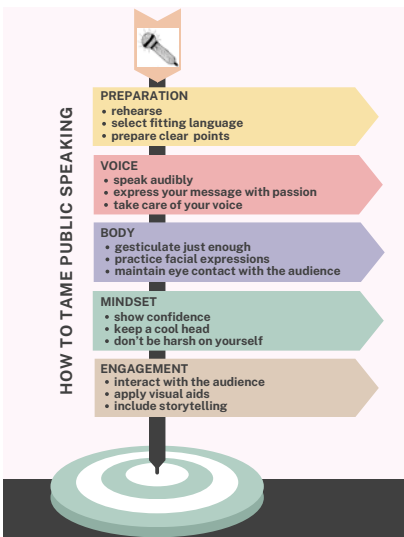 HOW TO TAME PUBLIC SPEAKING
PREPARATION
• rehearse
• select fitting language
• prepare clear points
VOICE
• speak audibly
• express your message with passion
• take care of your voice
BODY
• gesticulate just enough
• practice facial expressions
• maintain eye contact with the audience
MINDSET
• show confidence
• keep a cool head
• don't be harsh on yourself
ENGAGEMENT
• interact with the audience
• apply visual aids
• include storytelling